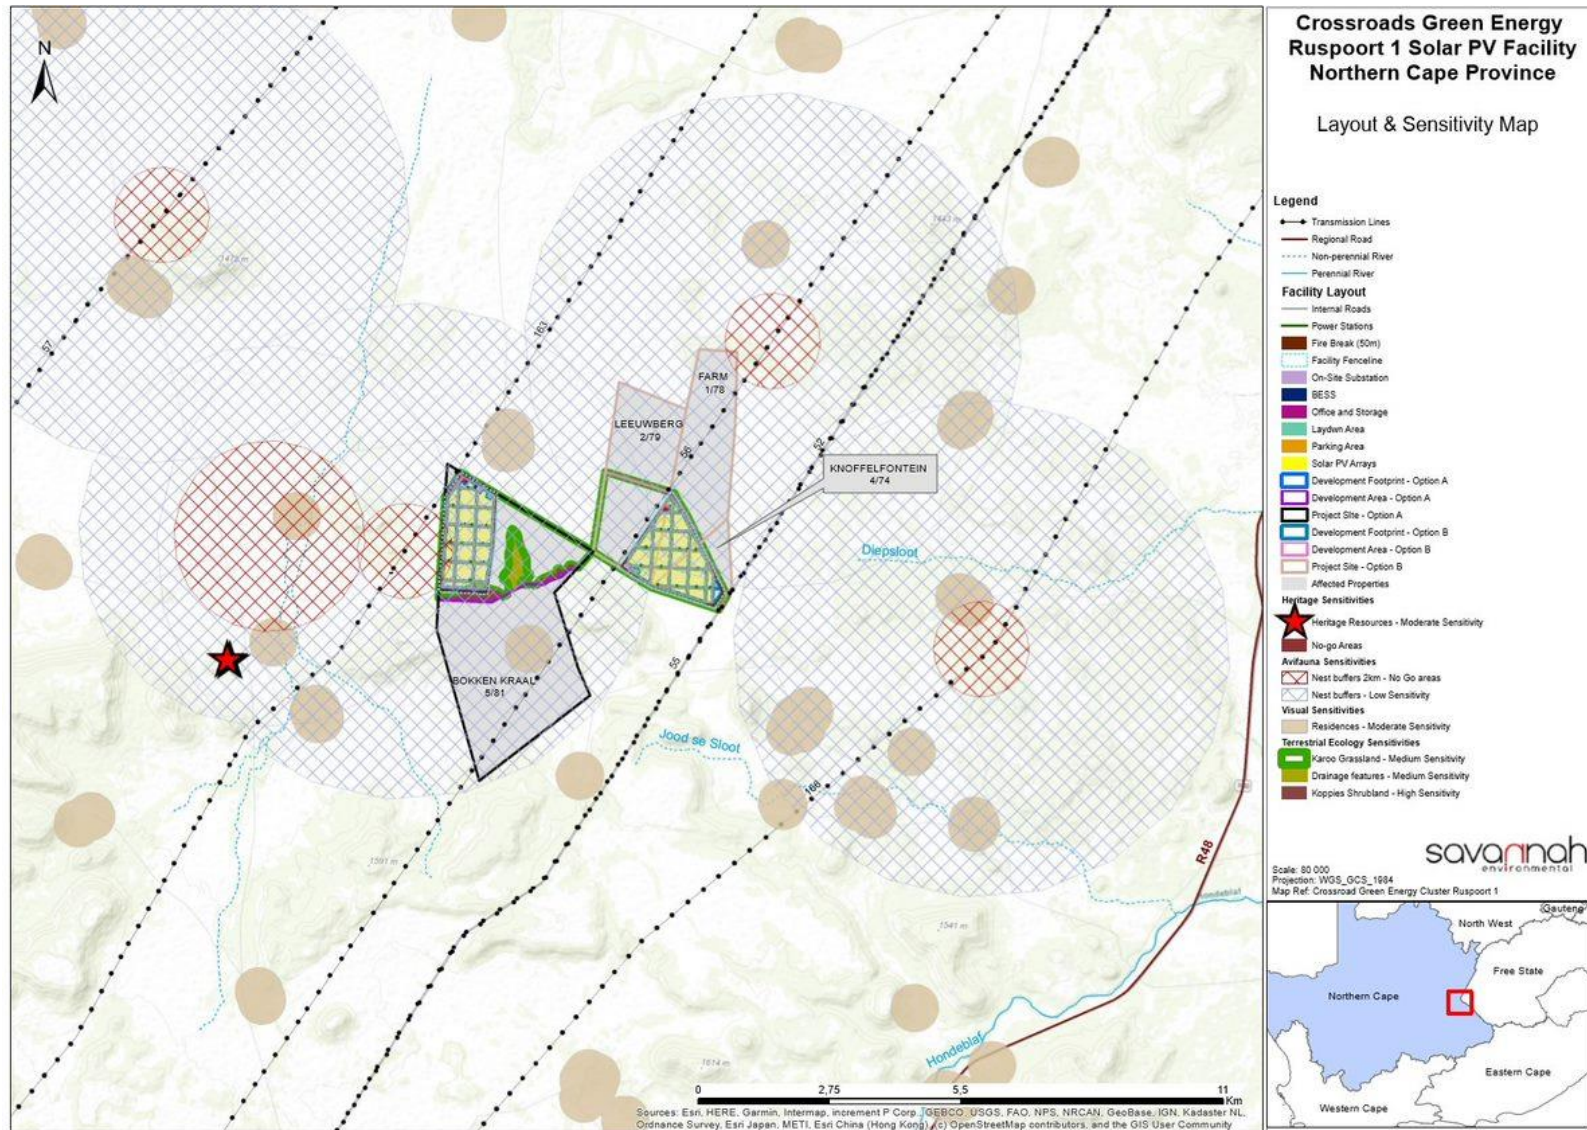 Crossroads Green Energy
Ruspoort 1 Solar PV Facility
Northern Cape Province
Layout & Sensitivity Map
Legend
Transmission Lines
Regional Road
Non-perennial River
Perennial River
Facility Layout
Internal Roads
Power Stations
Fire Break (50m)
Facility Fenceline
On-Site Substation
BESS
Office and Storage
Laydwn Area
Parking Area
Solar PV Arrays
Development Footprint - Option A
Development Area - Option A
Project SIte - Option A
Development Footprint - Option B
Development Area - Option B
Project Site - Option B
Affected Properties
Heritage Sensitivities
Heritage Resources - Moderate Sensitivity
No-go Areas
Avifauna Sensitivities
Nest buffers 2km - No Go areas
Nest buffers - Low Sensitivity
Visual Sensitivities
Residences - Moderate Sensitivity
Terrestrial Ecology Sensitivities
Karoo Grassland - Medium Sensitivity
Drainage features - Medium Sensitivity
Koppies Shrubland - High Sensitivity
savannah
environmental
Scale: 80 000
Projection: WGS_GCS_1984
Map Ref: Crossroad Green Energy Cluster Ruspoort 1
North West
Gauteng
Free State
Northern Cape
Eastern Cape
Western Cape
N
1443 m
1412 m
57
163
FARM
1/78
LEEUWBERG
2/79
56
52
KNOFFELFONTEIN
4/74
Diepsloot
BOKKEN KRAAL
5/81
55
Jood se Sloot
166
R48
1391 m
1341 m
1614 m
Hondeblaf
0
2,75
5,5
11
Km
Sources: Esri, HERE, Garmin, Intermap, increment P Corp., GEBCO, USGS, FAO, NPS, NRCAN, GeoBase, IGN, Kadaster NL,
Ordnance Survey, Esri Japan, METI, Esri China (Hong Kong), (c) OpenStreetMap contributors, and the GIS User Community